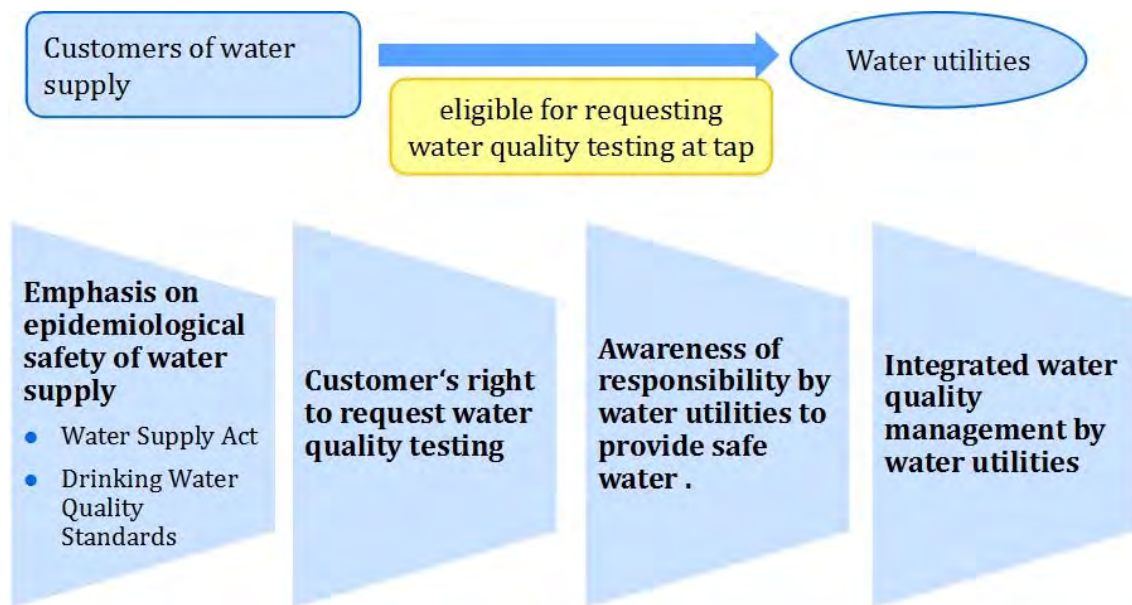 Customers of water
supply
Water utilities
eligible for requesting
water quality testing at tap
Emphasis on
epidemiological
safety of water
supply
● Water Supply Act
● Drinking Water
Quality
Standards
Customer‘s right
to request water
quality testing
Awareness of
responsibility by
water utilities to
provide safe
water .
Integrated water
quality
management by
water utilities